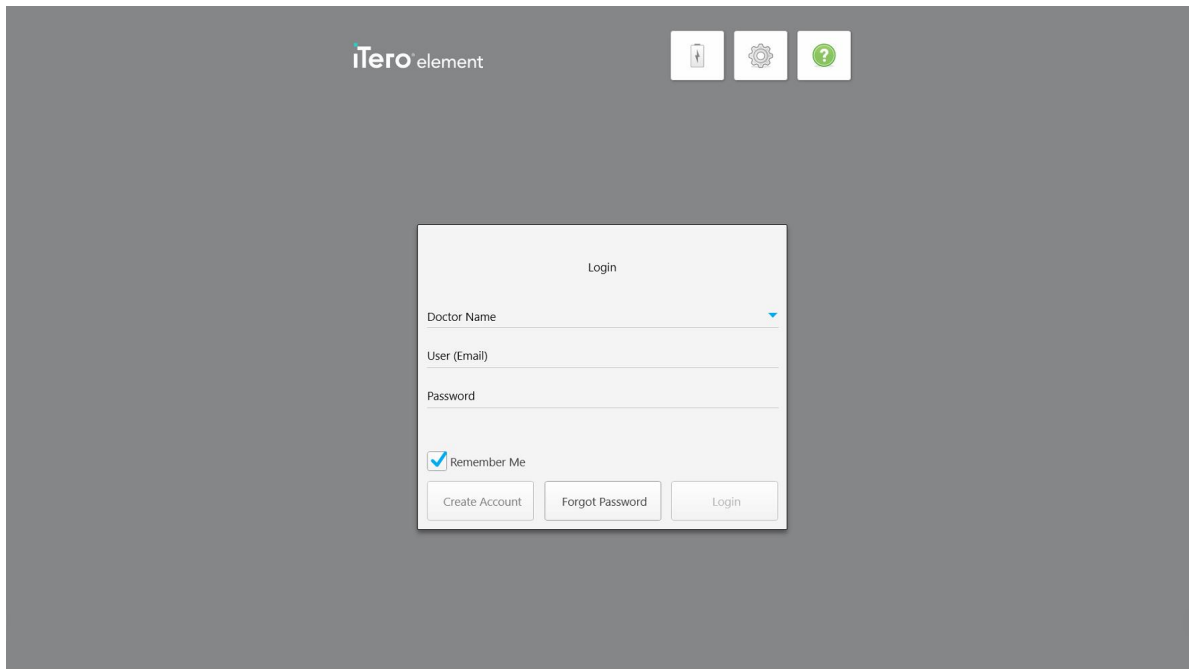 iTero element
?
Login
Doctor Name
User (Email)
Password
Remember Me
Create Account Forgot Password Login